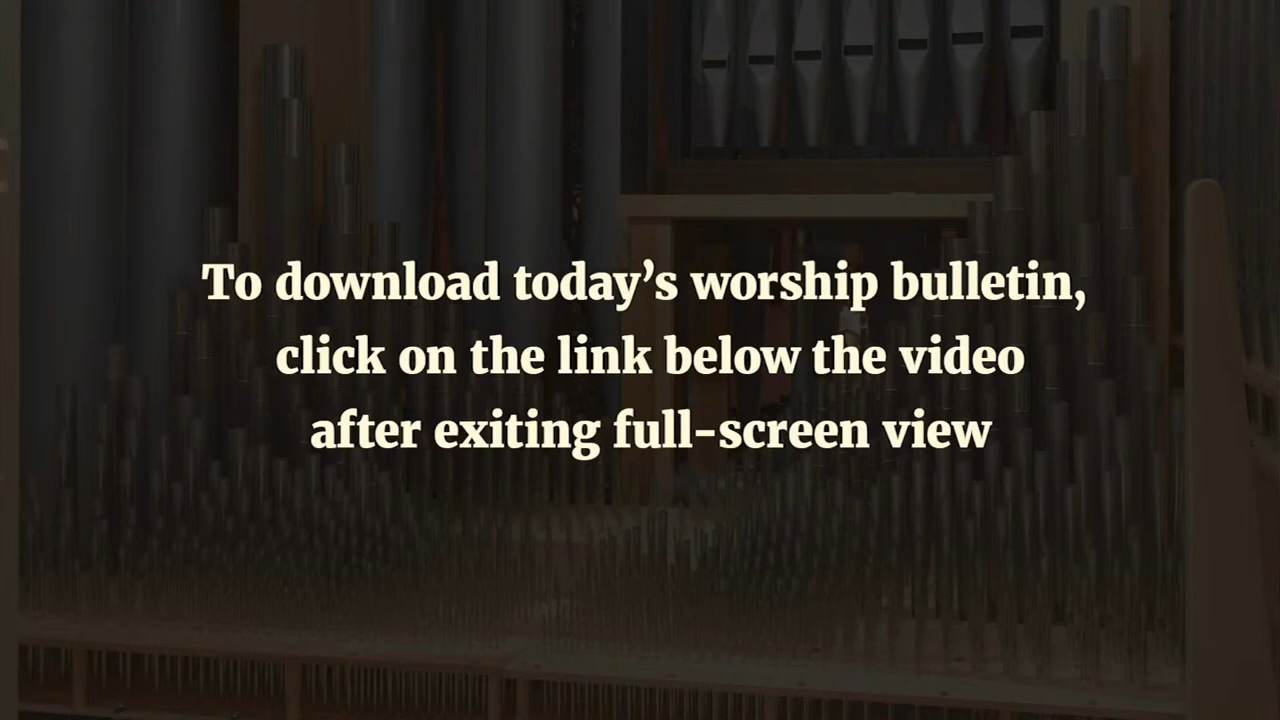 To download today’s worship bulletin,
click on the link below the video
after exiting full-screen view